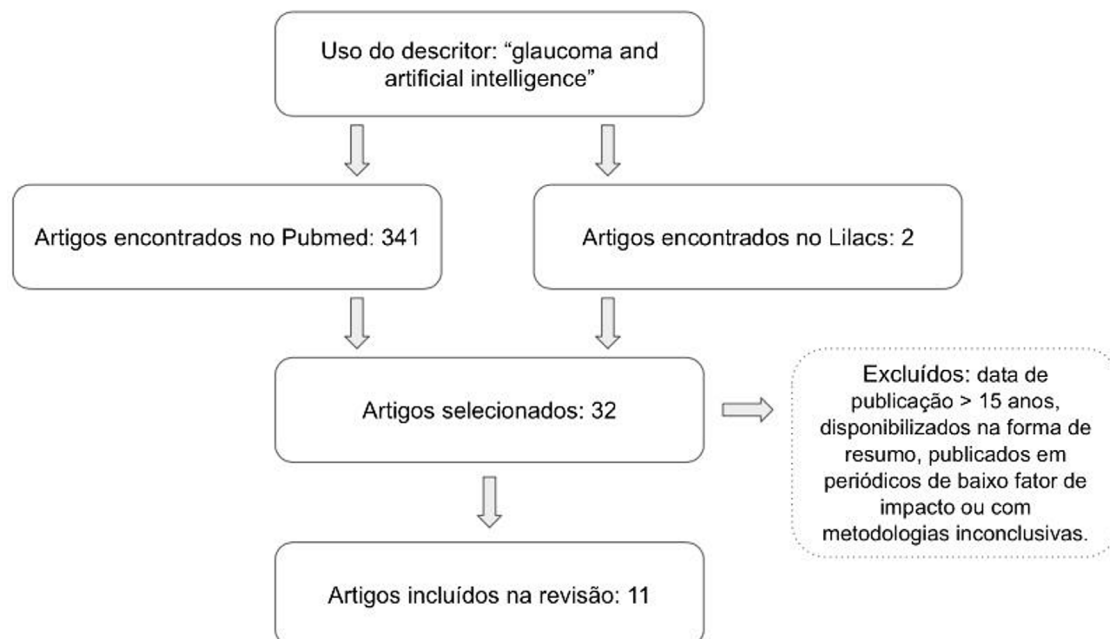 Uso do descritor: “glaucoma and
artificial intelligence”
Artigos encontrados no Pubmed: 341
Artigos encontrados no Lilacs: 2
Artigos selecionados: 32
Excluídos: data de
publicação > 15 anos,
disponibilizados na forma de
resumo, publicados em
periódicos de baixo fator de
impacto ou com
metodologias inconclusivas.
Artigos incluídos na revisão: 11